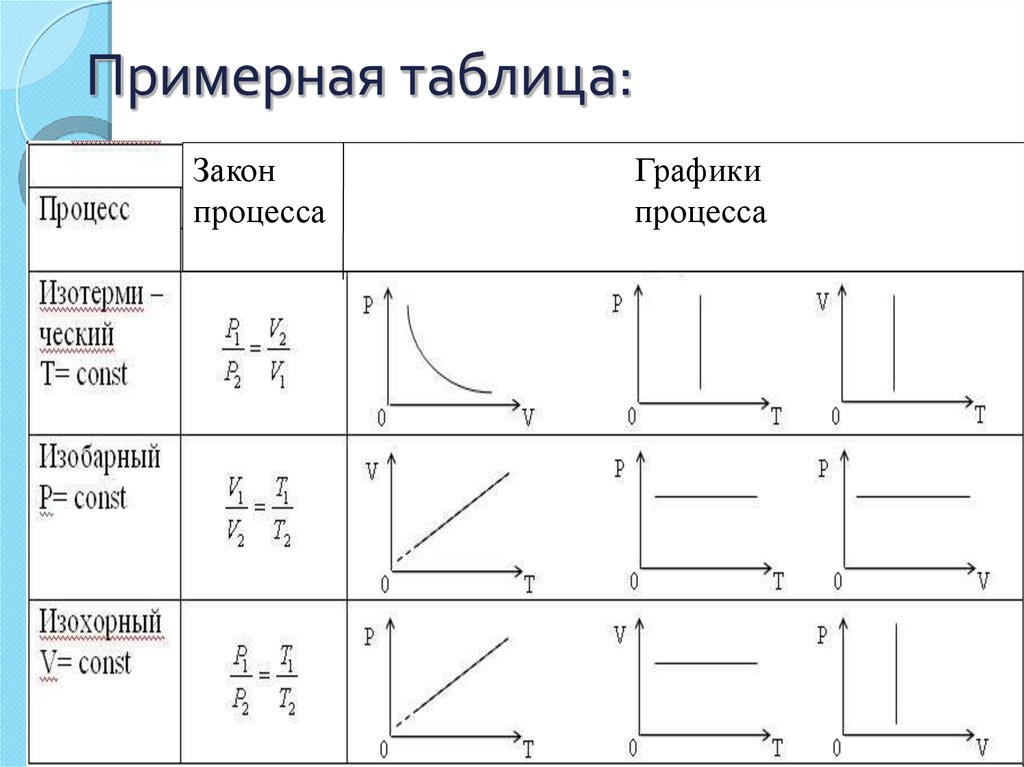 Примерная таблица:
Процесс
Закон
процесса
Графики
процесса
Изотерми –
ческий
T= const
P₁/P₂ = V₂/V₁
P
0
V
P
0
T
V
0
T
Изобарный
P= const
V₁/V₂ = T₁/T₂
V
0
T
P
0
T
P
0
V
Изохорный
V= const
P₁/P₂ = T₁/T₂
P
0
T
V
0
T
P
0
V